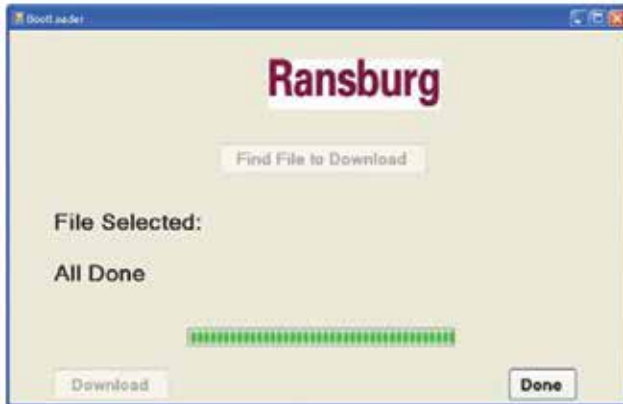 BootLoader
Ransburg
Find File to Download
File Selected:
All Done
Download
Done